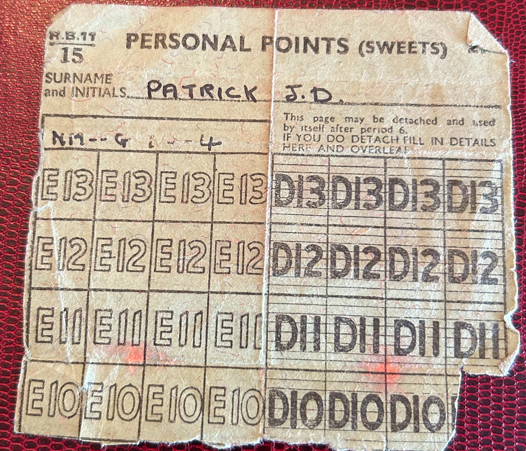 R.B.11
15
PERSONAL POINTS (SWEETS)
SURNAME
and INITIALS PATRICK J.D.
This page may be detached and used
by itself after period 6.
IF YOU DO DETACH FILL IN DETAILS
HERE AND OVERLEAF
E13 E13 E13 E13 D13 D13 D13 D13
E12 E12 E12 E12 D12 D12 D12 D12
E11 E11 E11 E11 D11 D11 D11 D11
E10 E10 E10 E10 D10 D10 D10